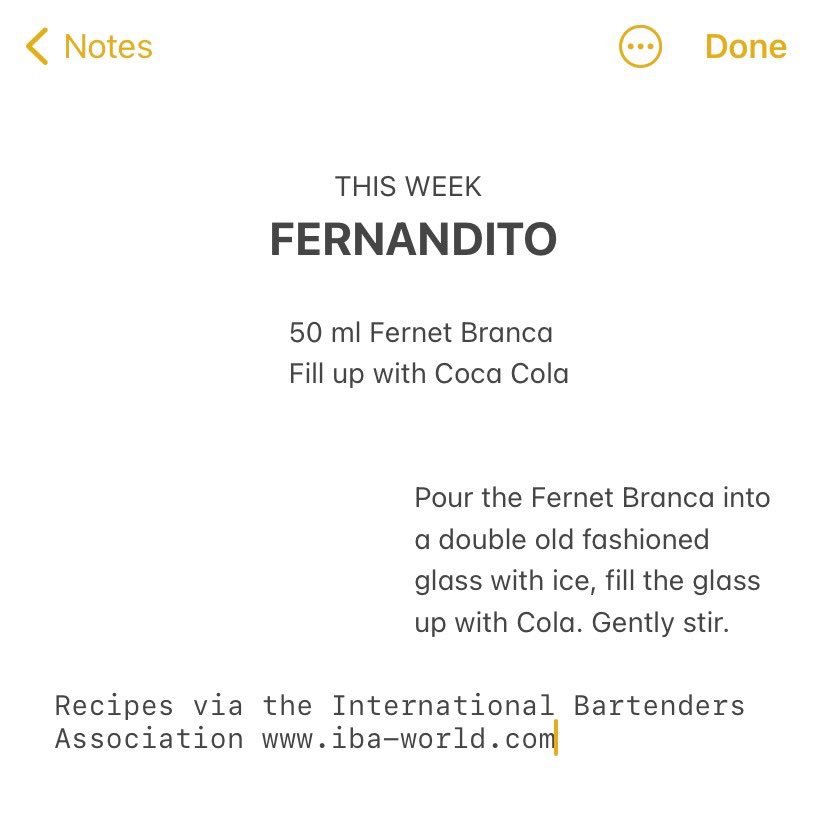 Notes
Done
THIS WEEK
FERNANDITO
50 ml Fernet Branca
Fill up with Coca Cola
Pour the Fernet Branca into
a double old fashioned
glass with ice, fill the glass
up with Cola. Gently stir.
Recipes via the International Bartenders
Association www.iba-world.com